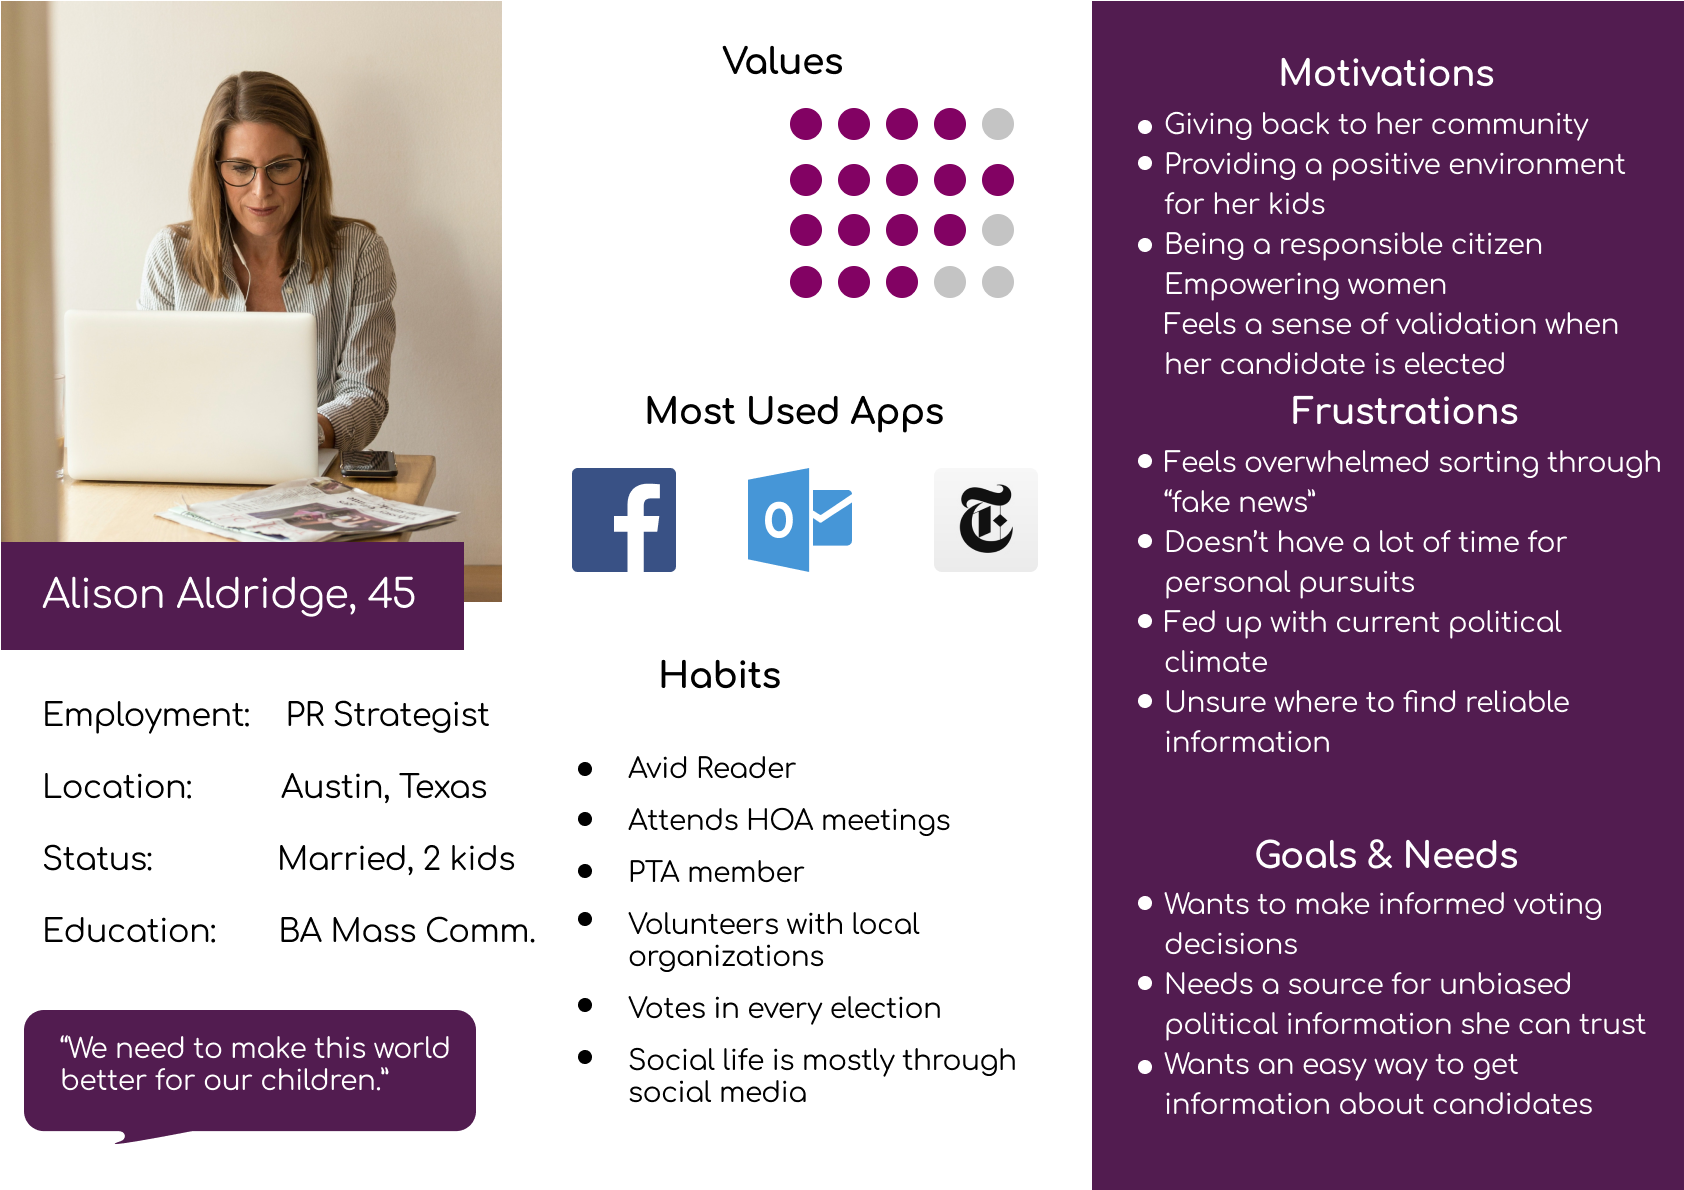 Alison Aldridge, 45
Employment: PR Strategist
Location: Austin, Texas
Status: Married, 2 kids
Education: BA Mass Comm.
“We need to make this world
better for our children.”
Values
Most Used Apps
f
O
T
Habits
Avid Reader
Attends HOA meetings
PTA member
Volunteers with local
organizations
Votes in every election
Social life is mostly through
social media
Motivations
Giving back to her community
Providing a positive environment
for her kids
Being a responsible citizen
Empowering women
Feels a sense of validation when
her candidate is elected
Frustrations
Feels overwhelmed sorting through
“fake news”
Doesn’t have a lot of time for
personal pursuits
Fed up with current political
climate
Unsure where to find reliable
information
Goals & Needs
Wants to make informed voting
decisions
Needs a source for unbiased
political information she can trust
Wants an easy way to get
information about candidates